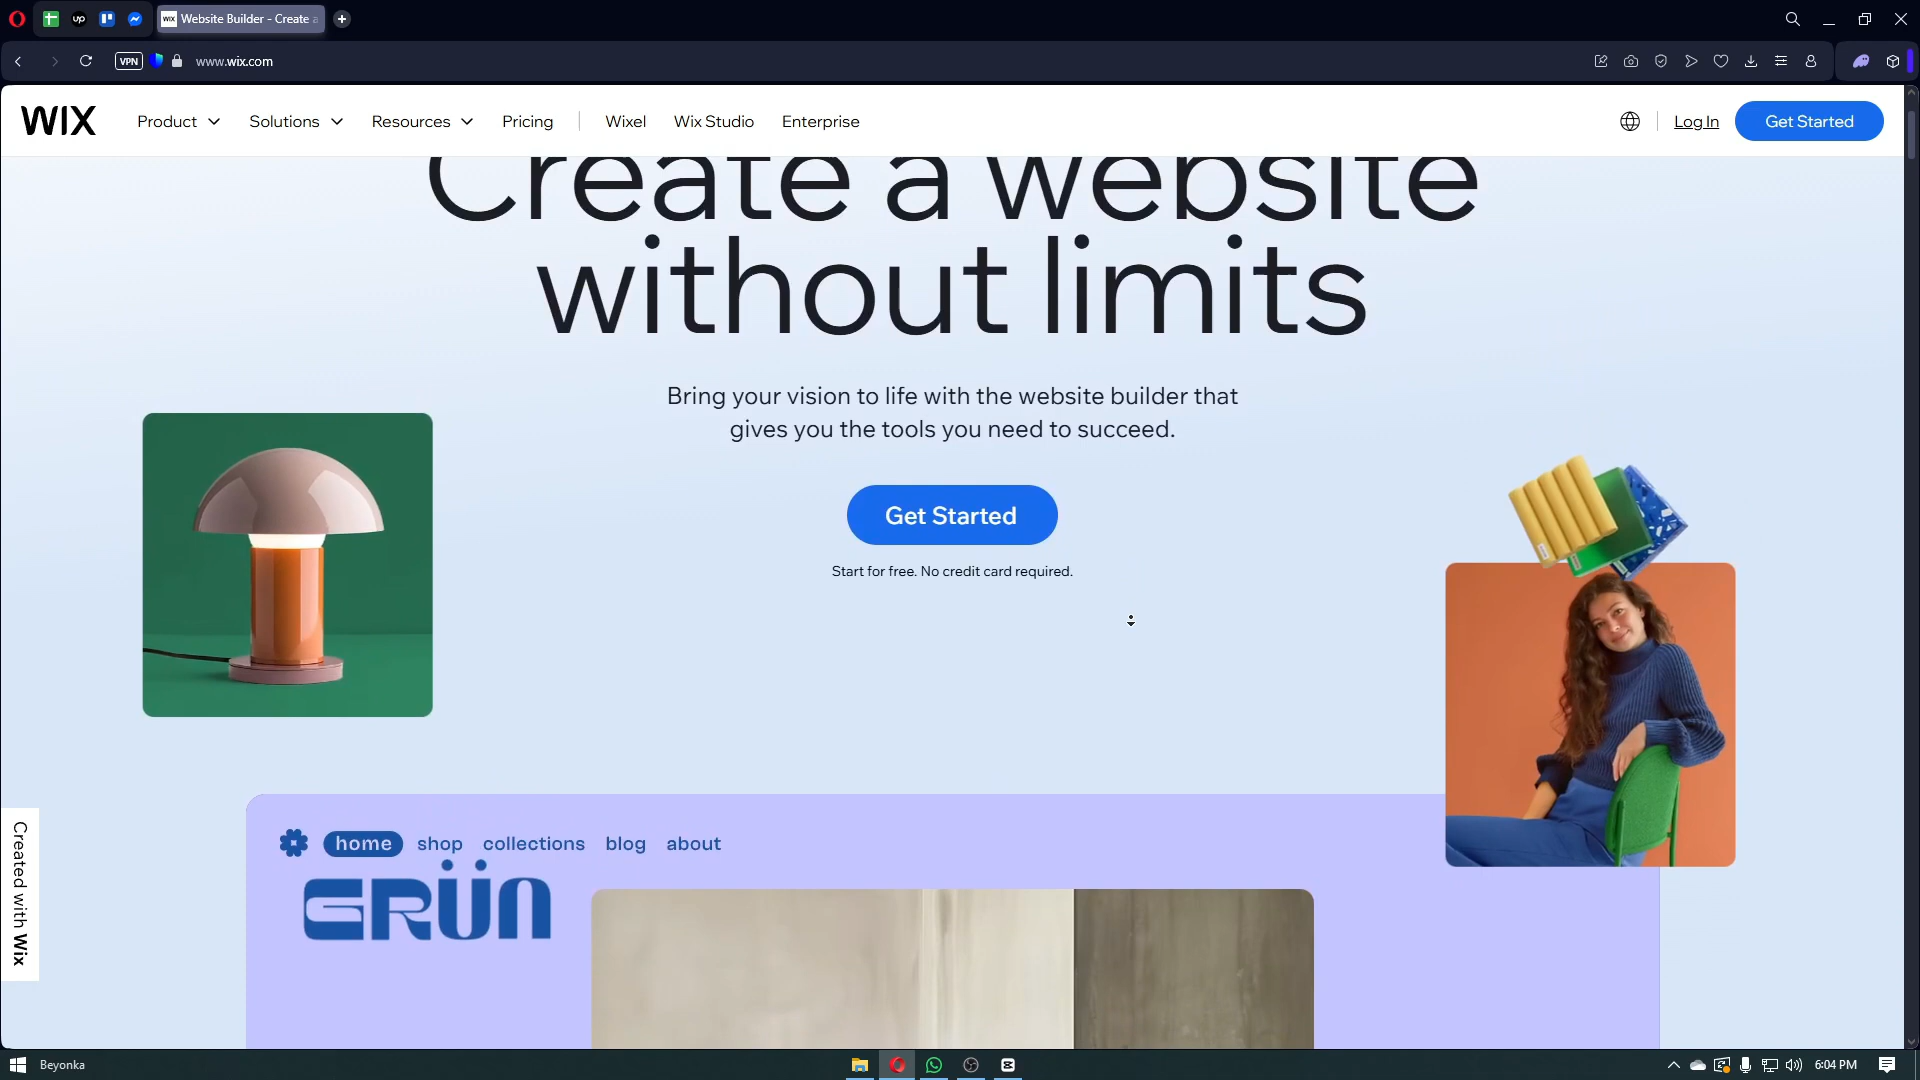 up
WIX Website Builder - Create a
VPN
www.wix.com
WIX
Product
Solutions
Resources
Pricing
Wixel
Wix Studio
Enterprise
Log In
Get Started
Create a website
without limits
Bring your vision to life with the website builder that
gives you the tools you need to succeed.
Get Started
Start for free. No credit card required.
home
shop
collections
blog
about
GRÜN
Created with Wix
Beyonka
6:04 PM